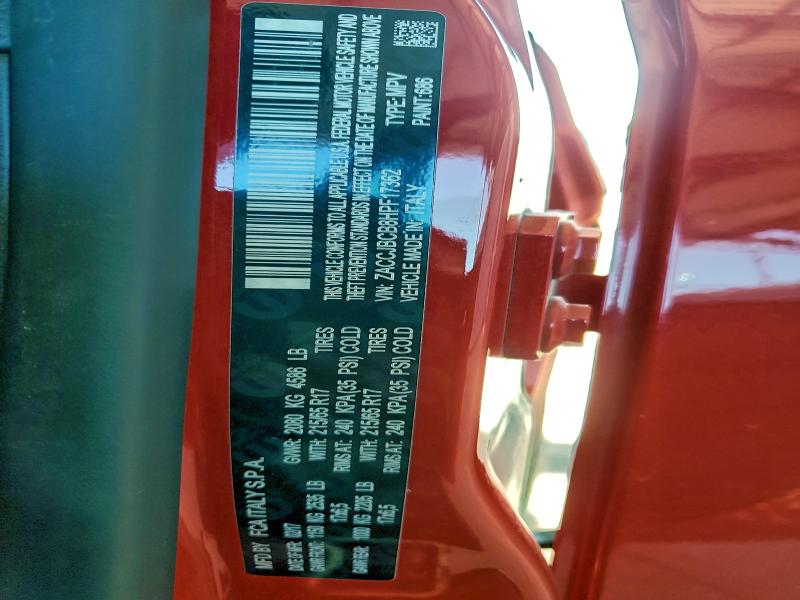 MFD BY FCA ITALY S.P.A.
GVWR: 2080 KG 4586 LB
WITH: 215/65 R17 TIRES
RIMS AT: 240 KPA(35 PSI) COLD
WITH: 215/65 R17 TIRES
RIMS AT: 240 KPA(35 PSI) COLD
THIS VEHICLE CONFORMS TO ALL APPLICABLE U.S.A. FEDERAL MOTOR VEHICLE SAFETY AND
THEFT PREVENTION STANDARDS IN EFFECT ON THE DATE OF MANUFACTURE SHOWN ABOVE
VIN: ZACCJBCB8HPF17362 TYPE: MPV
VEHICLE MADE IN: ITALY PAINT:686